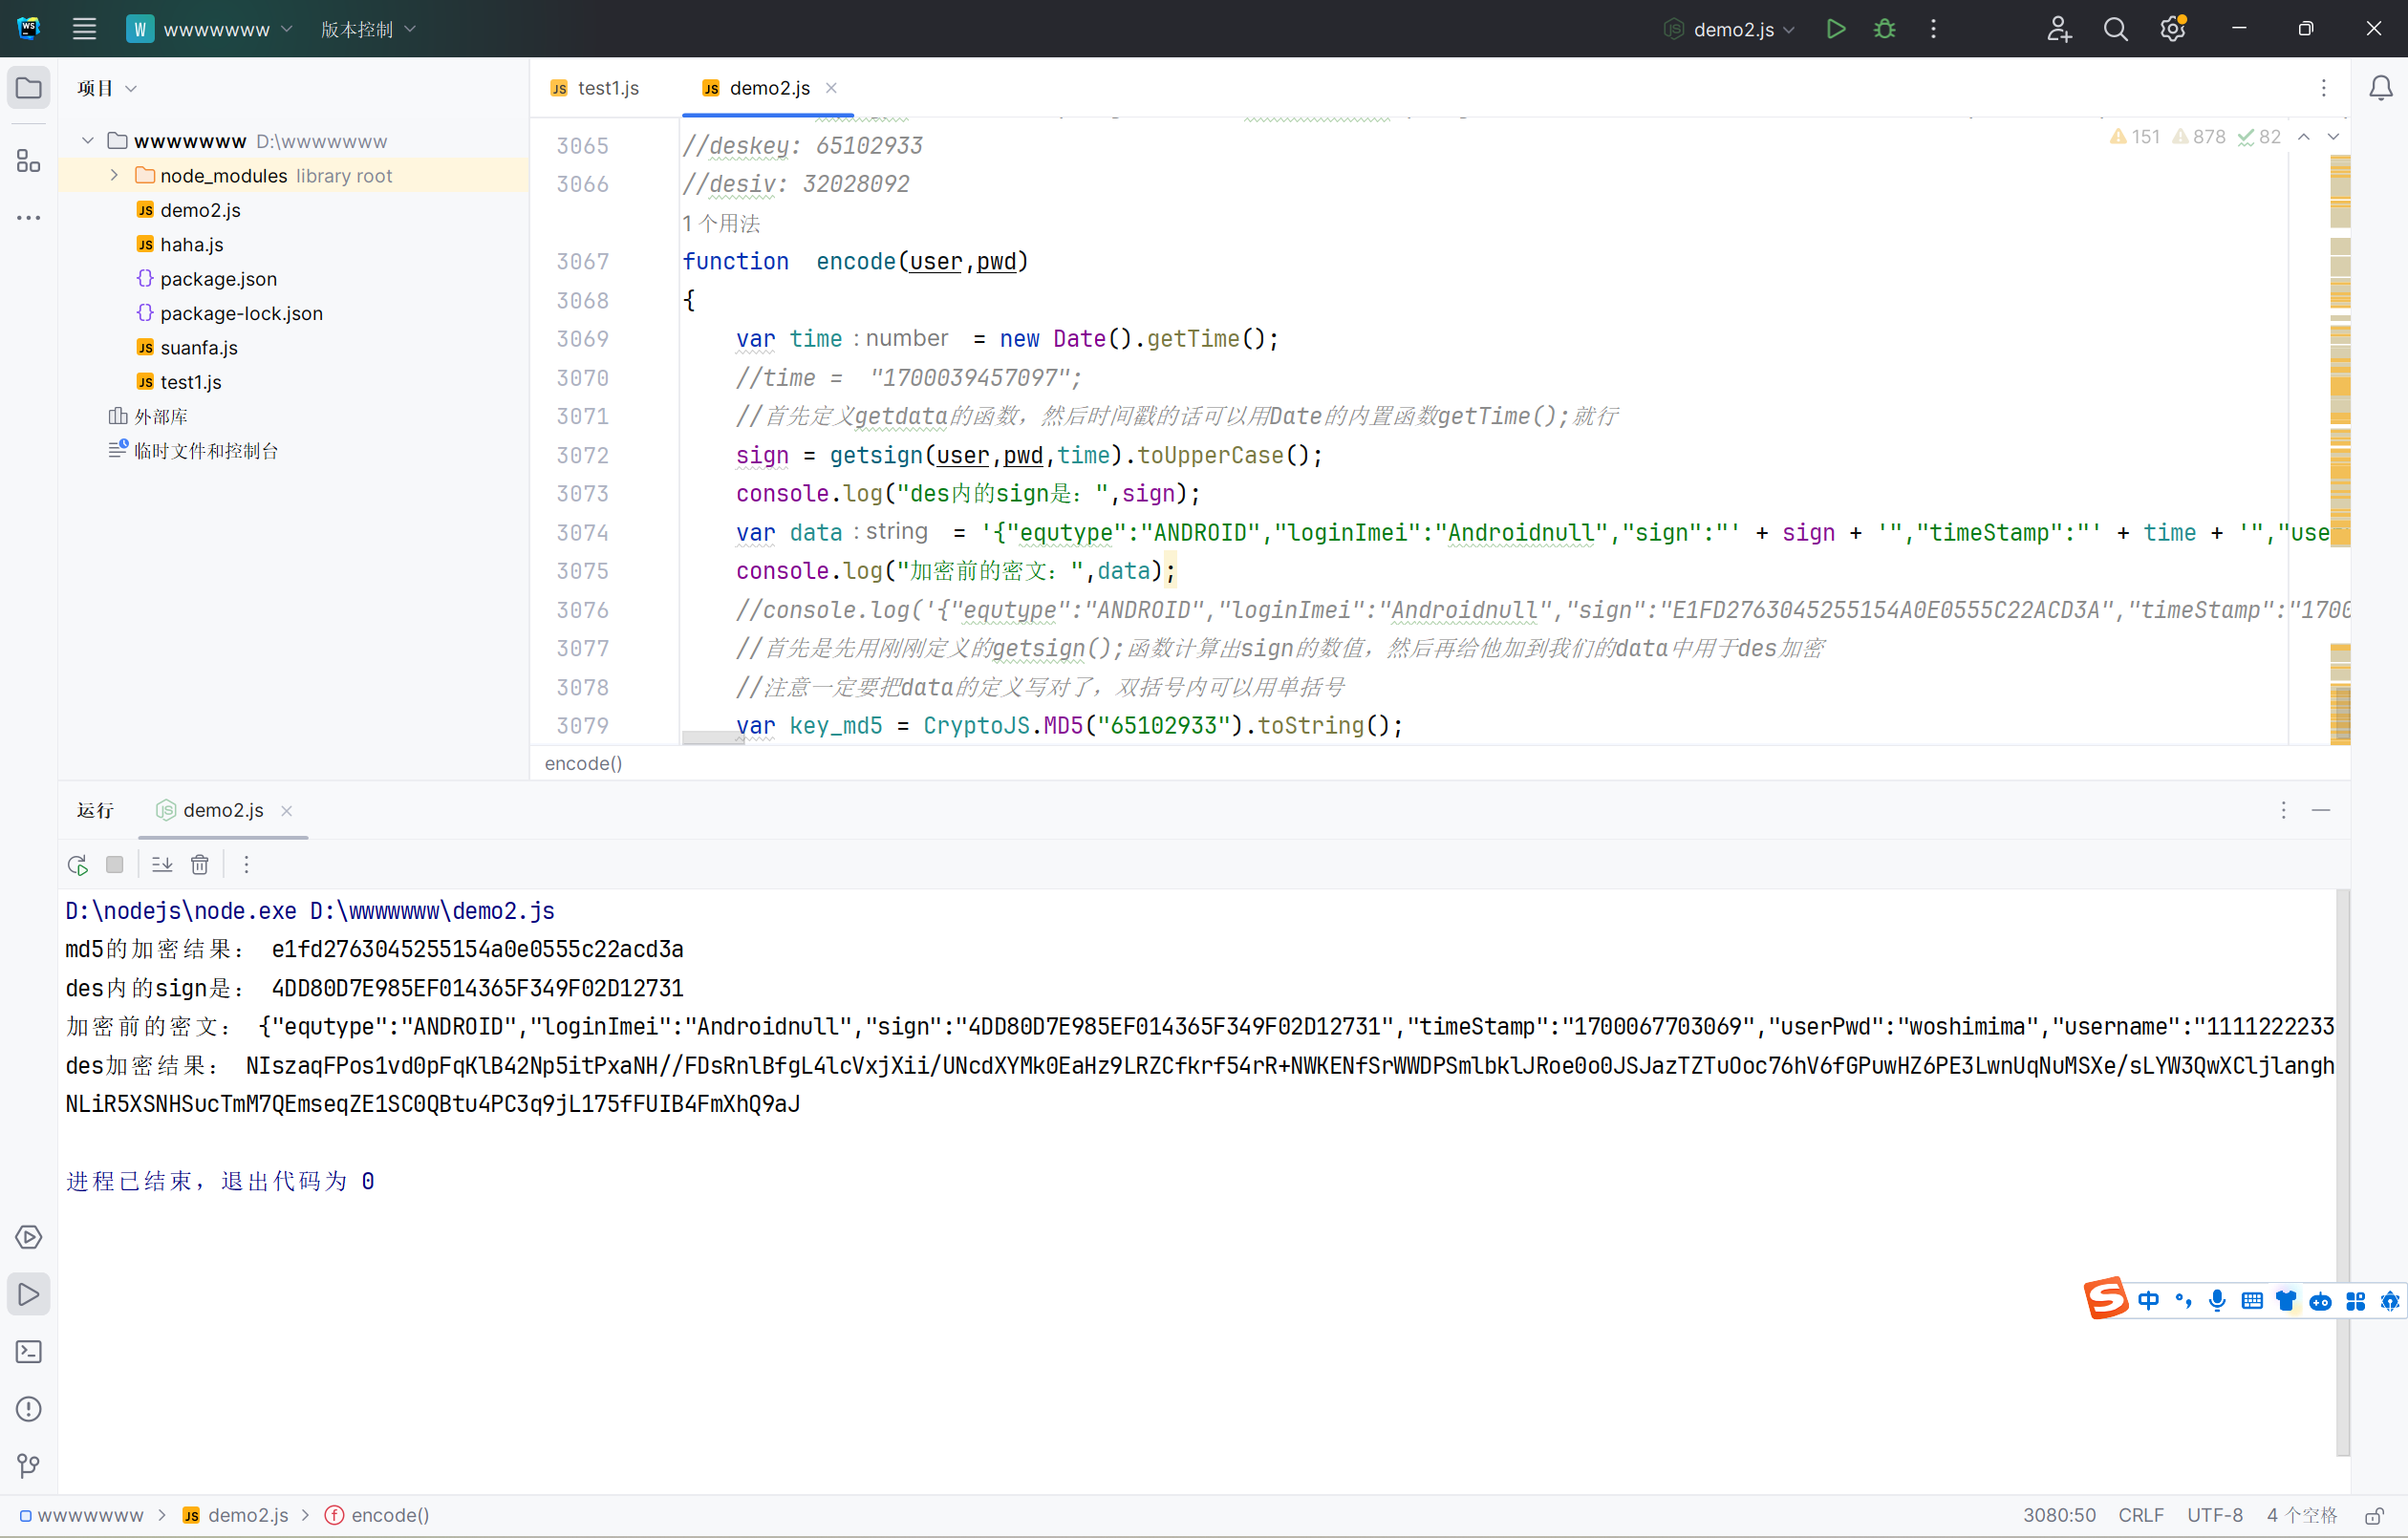 W wwwwwww 版本控制 demo2.js
项目
test1.js demo2.js
wwwwwww D:\wwwwwww
node_modules library root
demo2.js
haha.js
package.json
package-lock.json
suanfa.js
test1.js
外部库
临时文件和控制台
151 878 82
3065 //deskey: 65102933
3066 //desiv: 32028092
1 个用法
3067 function encode(user,pwd)
3068 {
3069 var time : number = new Date().getTime();
3070 //time = "1700039457097";
3071 //首先定义getdata的函数，然后时间戳的话可以用Date的内置函数getTime();就行
3072 sign = getsign(user,pwd,time).toUpperCase();
3073 console.log("des内的sign是：",sign);
3074 var data : string = '{"equtype":"ANDROID","loginImei":"Androidnull","sign":"' + sign + '","timeStamp":"' + time + '","use
3075 console.log("加密前的密文：",data);
3076 //console.log('{"equtype":"ANDROID","loginImei":"Androidnull","sign":"E1FD2763045255154A0E0555C22ACD3A","timeStamp":"1700
3077 //首先是先用刚刚定义的getsign();函数计算出sign的数值，然后再给他加到我们的data中用于des加密
3078 //注意一定要把data的定义写对了，双括号内可以用单括号
3079 var key_md5 = CryptoJS.MD5("65102933").toString();
encode()
运行 demo2.js
D:\nodejs\node.exe D:\wwwwwww\demo2.js
md5的加密结果： e1fd2763045255154a0e0555c22acd3a
des内的sign是： 4DD80D7E985EF014365F349F02D12731
加密前的密文： {"equtype":"ANDROID","loginImei":"Androidnull","sign":"4DD80D7E985EF014365F349F02D12731","timeStamp":"1700067703069","userPwd":"woshimima","username":"1111222233
des加密结果： NIszaqFPos1vd0pFqKlB42Np5itPxaNH//FDsRnlBfgL4lcVxjXii/UNcdXYMk0EaHz9LRZCfkrf54rR+NWKENfSrWWDPSmlbklJRoe0o0JSJazTZTuOoc76hV6fGPuwHZ6PE3LwnUqNuMSXe/sLYW3QwXCljlangh
NLiR5XSNHSucTmM7QEmseqZE1SC0QBtu4PC3q9jL175fFUIB4FmXhQ9aJ
进程已结束，退出代码为 0
中
wwwwwww demo2.js encode() 3080:50 CRLF UTF-8 4 个空格